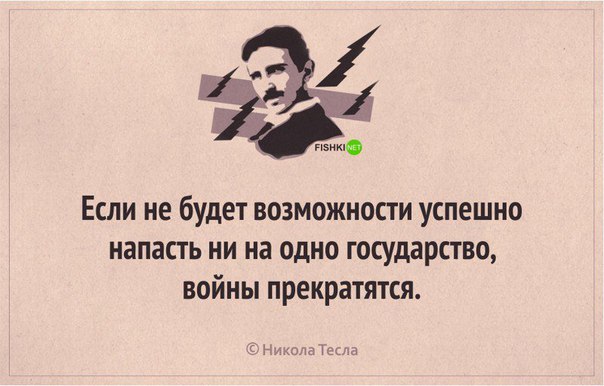 FISHKI NET
Если не будет возможности успешно
напасть ни на одно государство,
войны прекратятся.
© Никола Тесла